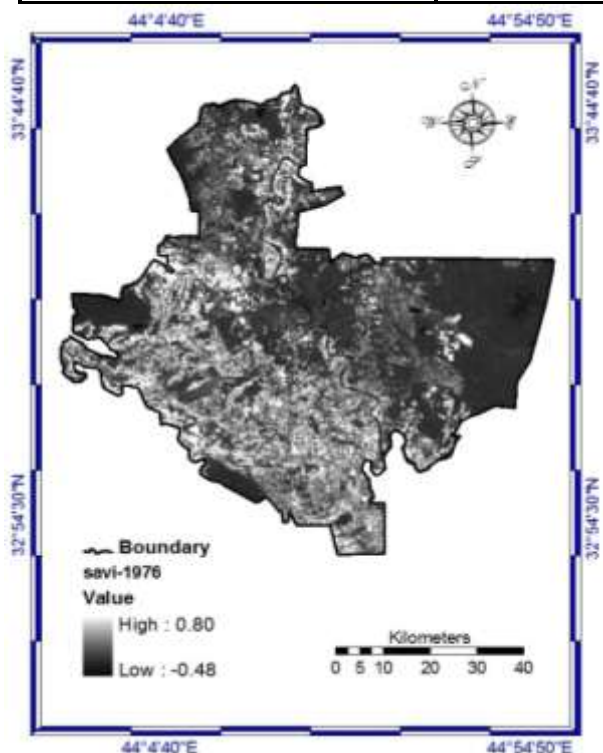 44°4'40"E 44°54'50"E
33°44'40"N 33°44'40"N
32°54'30"N 32°54'30"N
Boundary
savi-1976
Value
High : 0.80
Low : -0.48
Kilometers
0 5 10 20 30 40
44°4'40"E 44°54'50"E